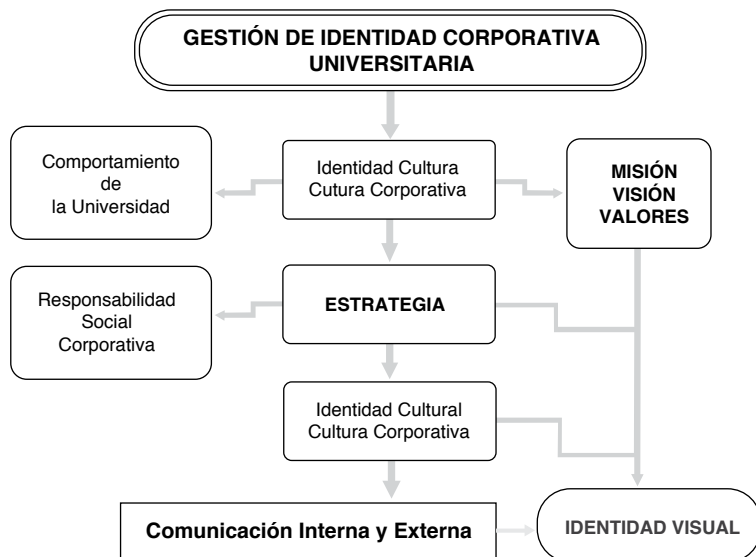 GESTIÓN DE IDENTIDAD CORPORATIVA
UNIVERSITARIA
Comportamiento
de
la Universidad
Identidad Cultura
Cutura Corporativa
MISIÓN
VISIÓN
VALORES
Responsabilidad
Social
Corporativa
ESTRATEGIA
Identidad Cultural
Cultura Corporativa
Comunicación Interna y Externa
IDENTIDAD VISUAL